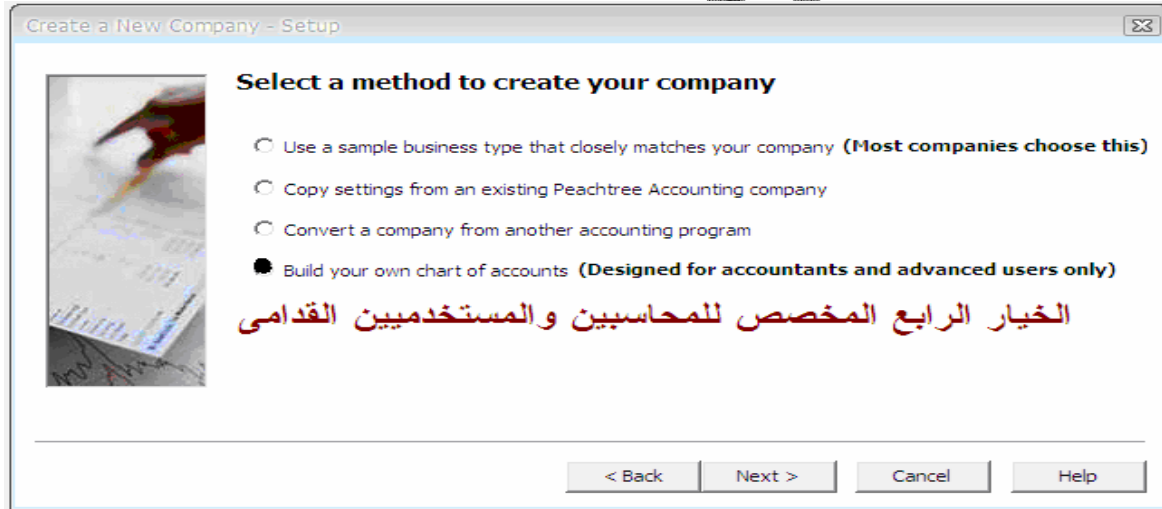 Create a New Company - Setup
Select a method to create your company
Use a sample business type that closely matches your company (Most companies choose this)
Copy settings from an existing Peachtree Accounting company
Convert a company from another accounting program
Build your own chart of accounts (Designed for accountants and advanced users only)
الخيار الرابع المخصص للمحاسبين والمستخدميين القدامى
< Back Next > Cancel Help